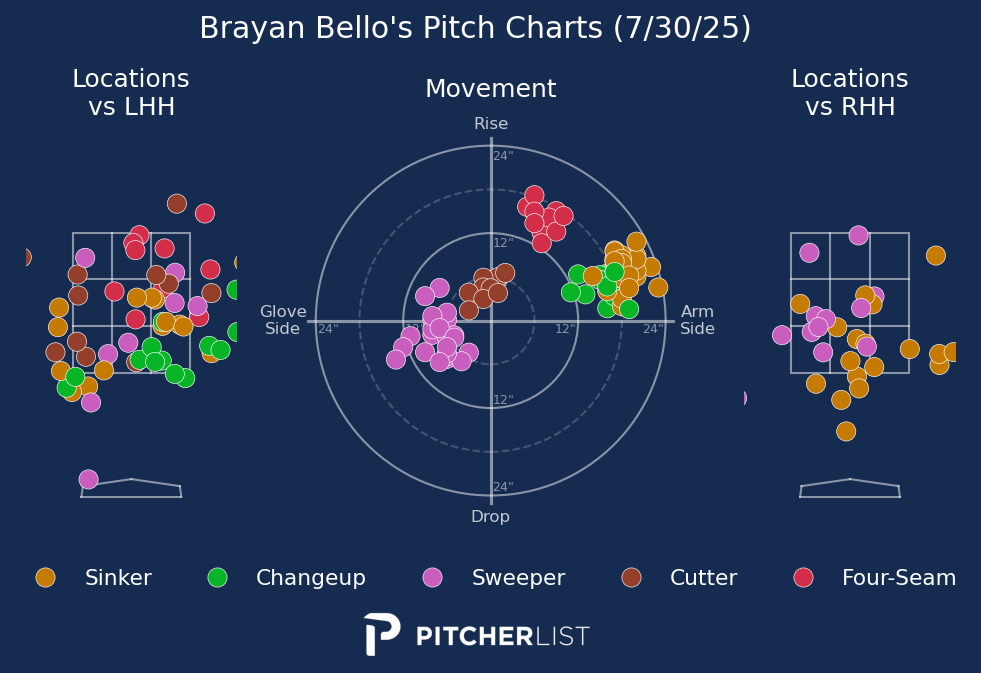 Brayan Bello's Pitch Charts (7/30/25)
Locations
vs LHH
Movement
Locations
vs RHH
Rise
24"
12"
Glove
Side
24"
12"
12"
24"
Arm
Side
12"
24"
Drop
Sinker
Changeup
Sweeper
Cutter
Four-Seam
PITCHERLIST